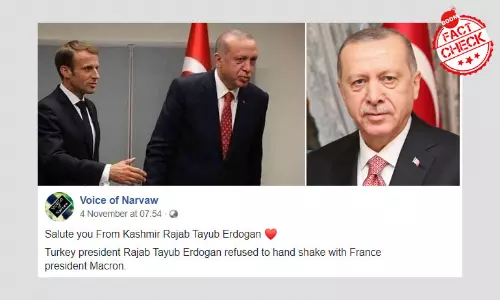 BOOM
FACT
CHECK
Voice of Narvaw
4 November at 07:54 ·
Salute you From Kashmir Rajab Tayub Erdogan ❤️
Turkey president Rajab Tayub Erdogan refused to hand shake with France
president Macron.